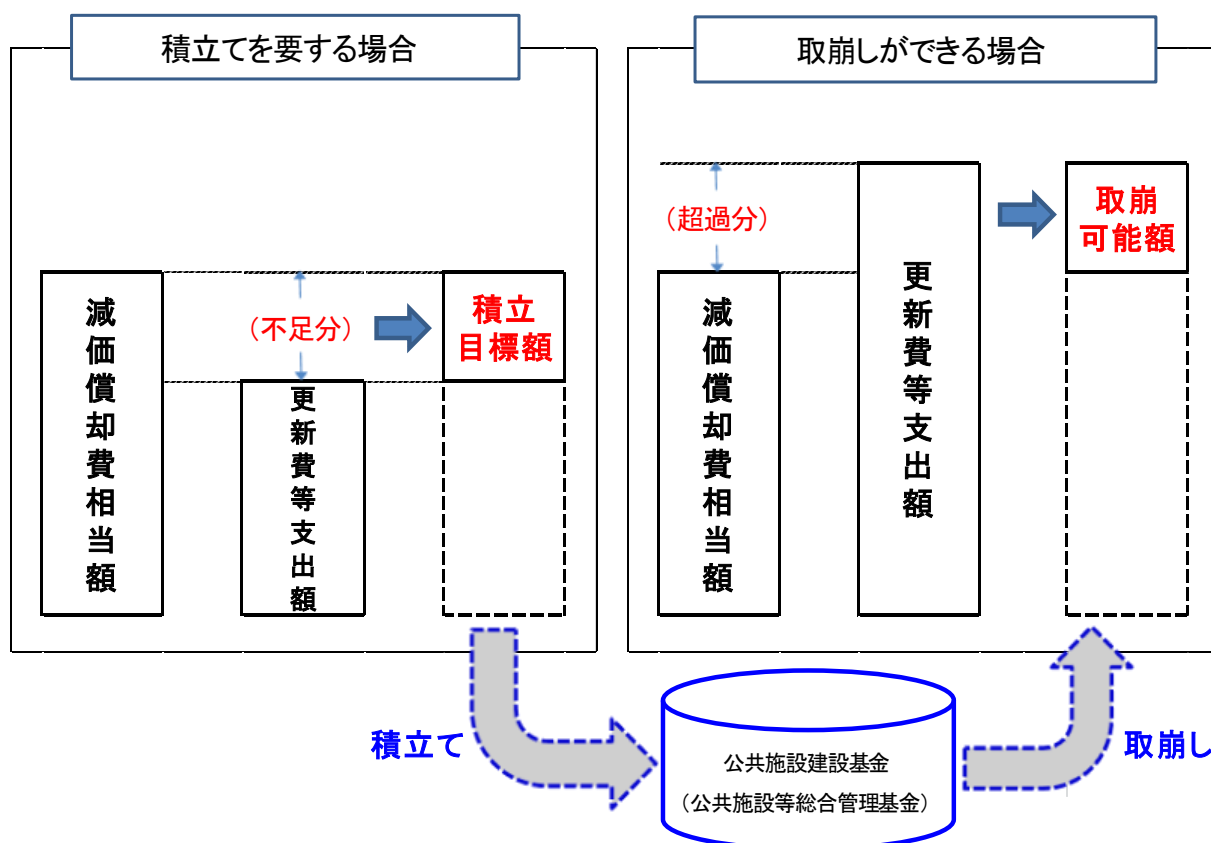 積立てを要する場合
減価償却費相当額
（不足分）
更新費等支出額
積立
目標額
取崩しができる場合
（超過分）
減価償却費相当額
更新費等支出額
取崩
可能額
積立て
公共施設建設基金
（公共施設等総合管理基金）
取崩し